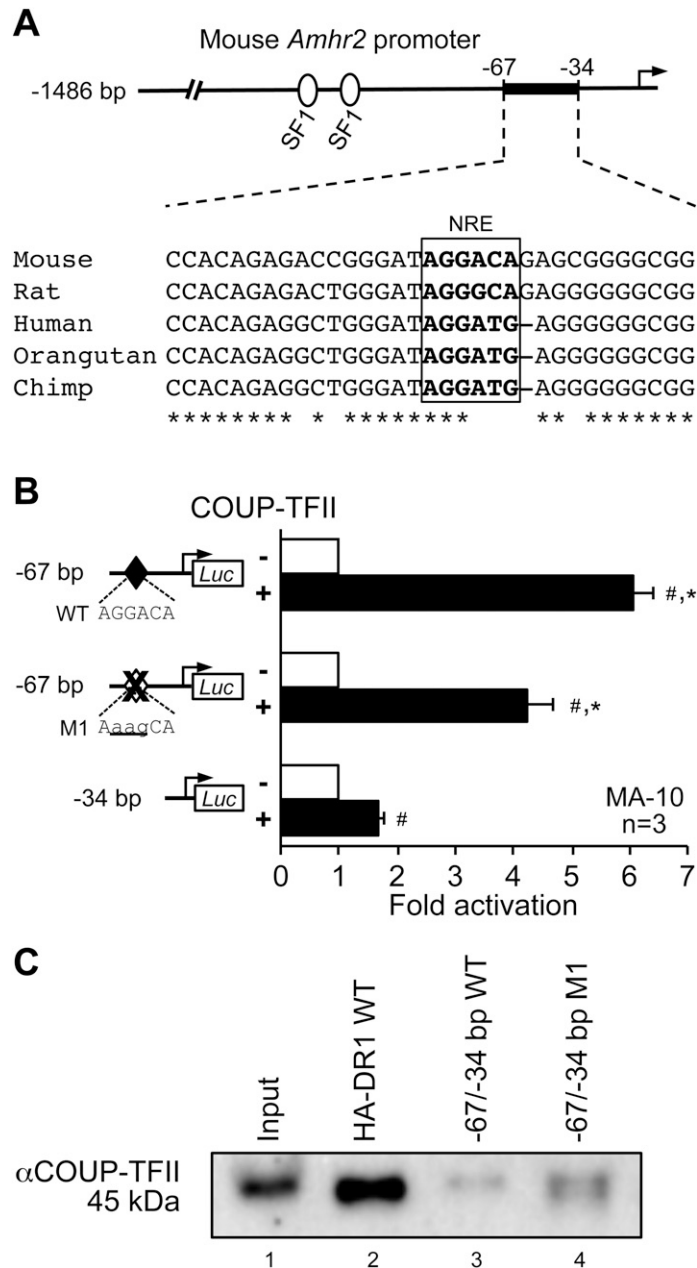 A
Mouse Amhr2 promoter
-67 -34
-1486 bp
SF1 SF1
NRE
Mouse CCACAGAGACCGGGATAGGACAGAGCGGGGCGG
Rat CCACAGAGACTGGGATAGGGCAGAGGGGGGCGG
Human CCACAGAGGCTGGGATAGGATG-AGGGGGGCGG
Orangutan CCACAGAGGCTGGGATAGGATG-AGGGGGGCGG
Chimp CCACAGAGGCTGGGATAGGATG-AGGGGGGCGG
******** * ******** ** *******
B
COUP-TFII
-
-67 bp Luc
+ #,*
WT AGGACA
-
-67 bp Luc
+ #,*
M1 AaagCA
-
-34 bp Luc
+ #
MA-10
n=3
0 1 2 3 4 5 6 7
Fold activation
C
Input
HA-DR1 WT
-67/-34 bp WT
-67/-34 bp M1
αCOUP-TFII
45 kDa
1 2 3 4